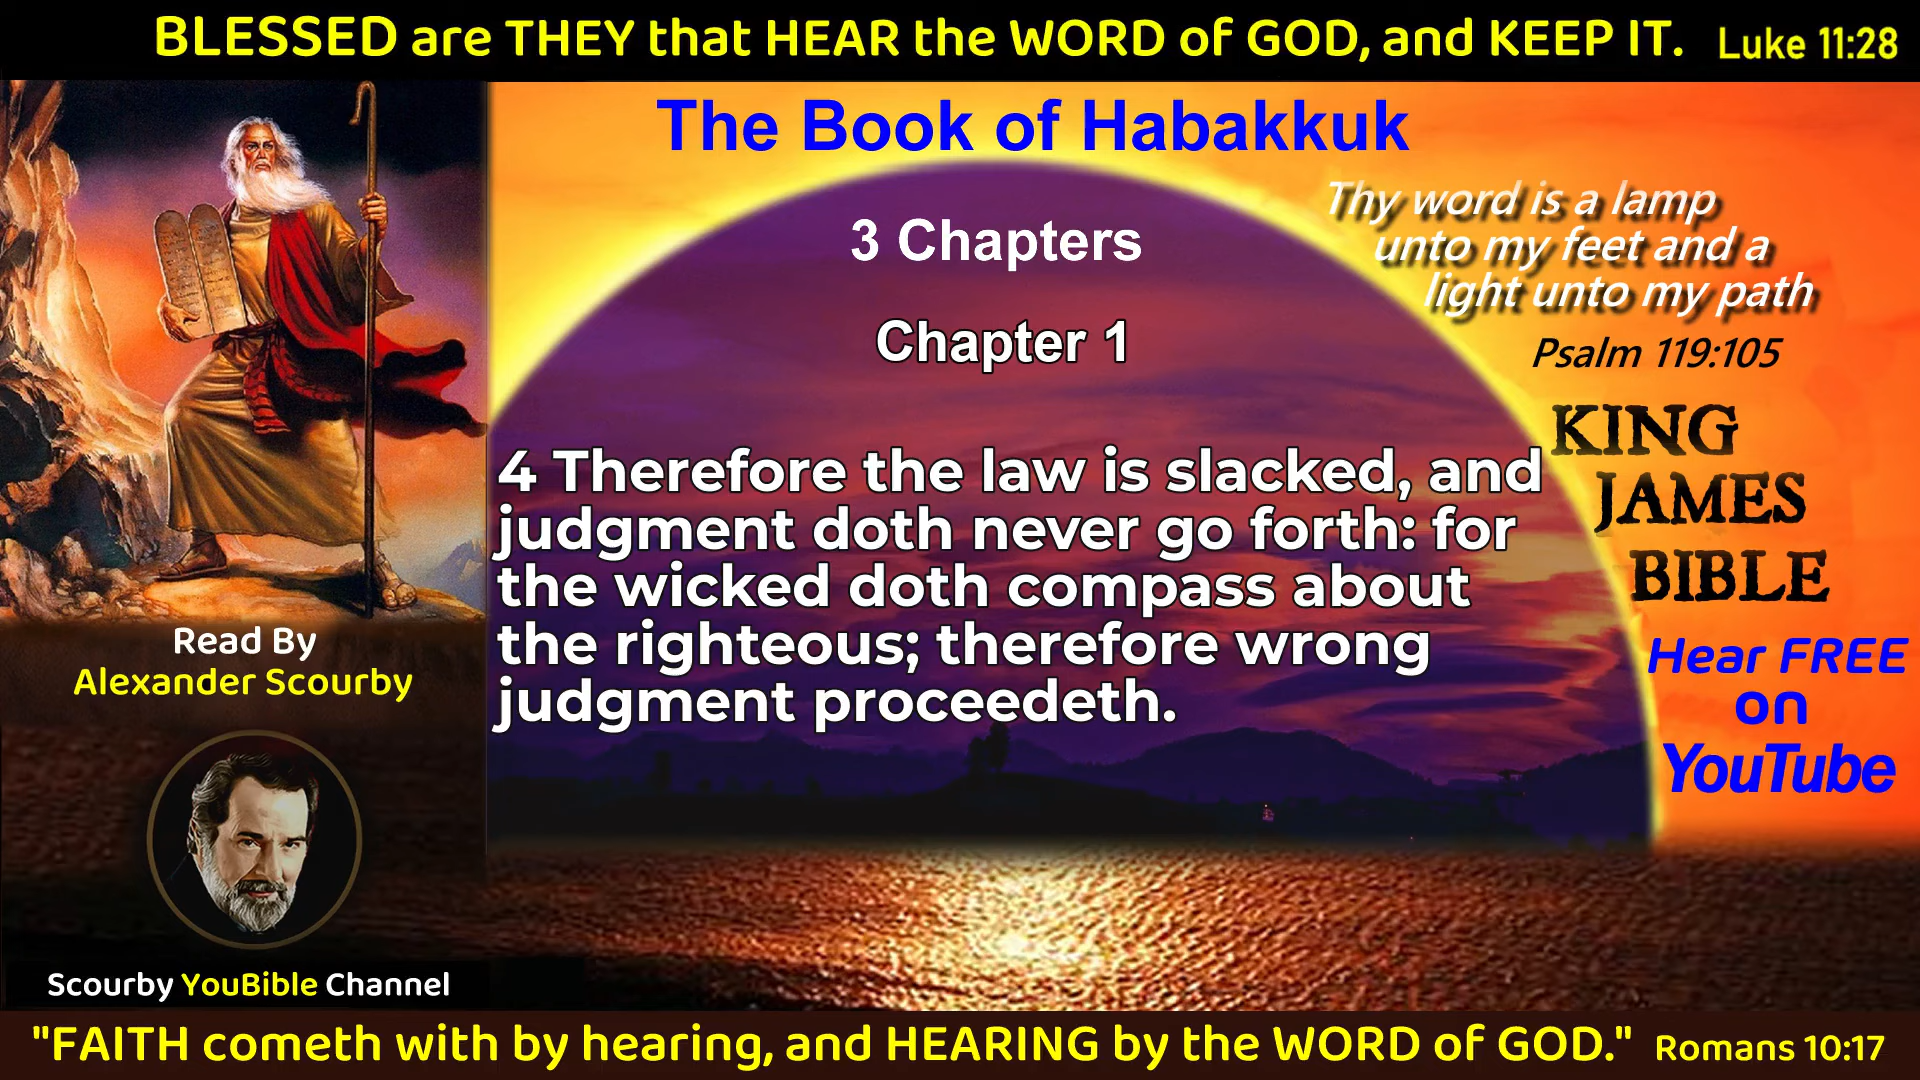 BLESSED are THEY that HEAR the WORD of GOD, and KEEP IT. Luke 11:28
The Book of Habakkuk
3 Chapters
Chapter 1
4 Therefore the law is slacked, and
judgment doth never go forth: for
the wicked doth compass about
the righteous; therefore wrong
judgment proceedeth.
Thy word is a lamp
unto my feet and a
light unto my path
Psalm 119:105
KING
JAMES
BIBLE
Hear FREE
on
YouTube
Read By
Alexander Scourby
Scourby YouBible Channel
"FAITH cometh with by hearing, and HEARING by the WORD of GOD." Romans 10:17